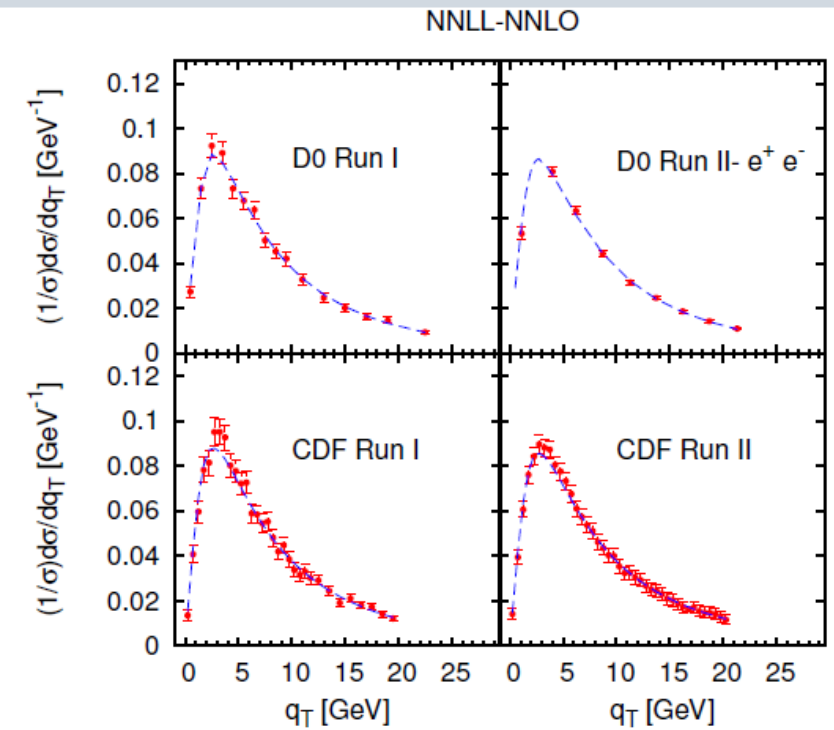 NNLL-NNLO
(1/σ)dσ/dqT [GeV-1]
0.12
0.1
0.08
0.06
0.04
0.02
0
D0 Run I
D0 Run II- e+ e-
(1/σ)dσ/dqT [GeV-1]
0.12
0.1
0.08
0.06
0.04
0.02
0
CDF Run I
CDF Run II
0 5 10 15 20 25
0 5 10 15 20 25
qT [GeV]
qT [GeV]